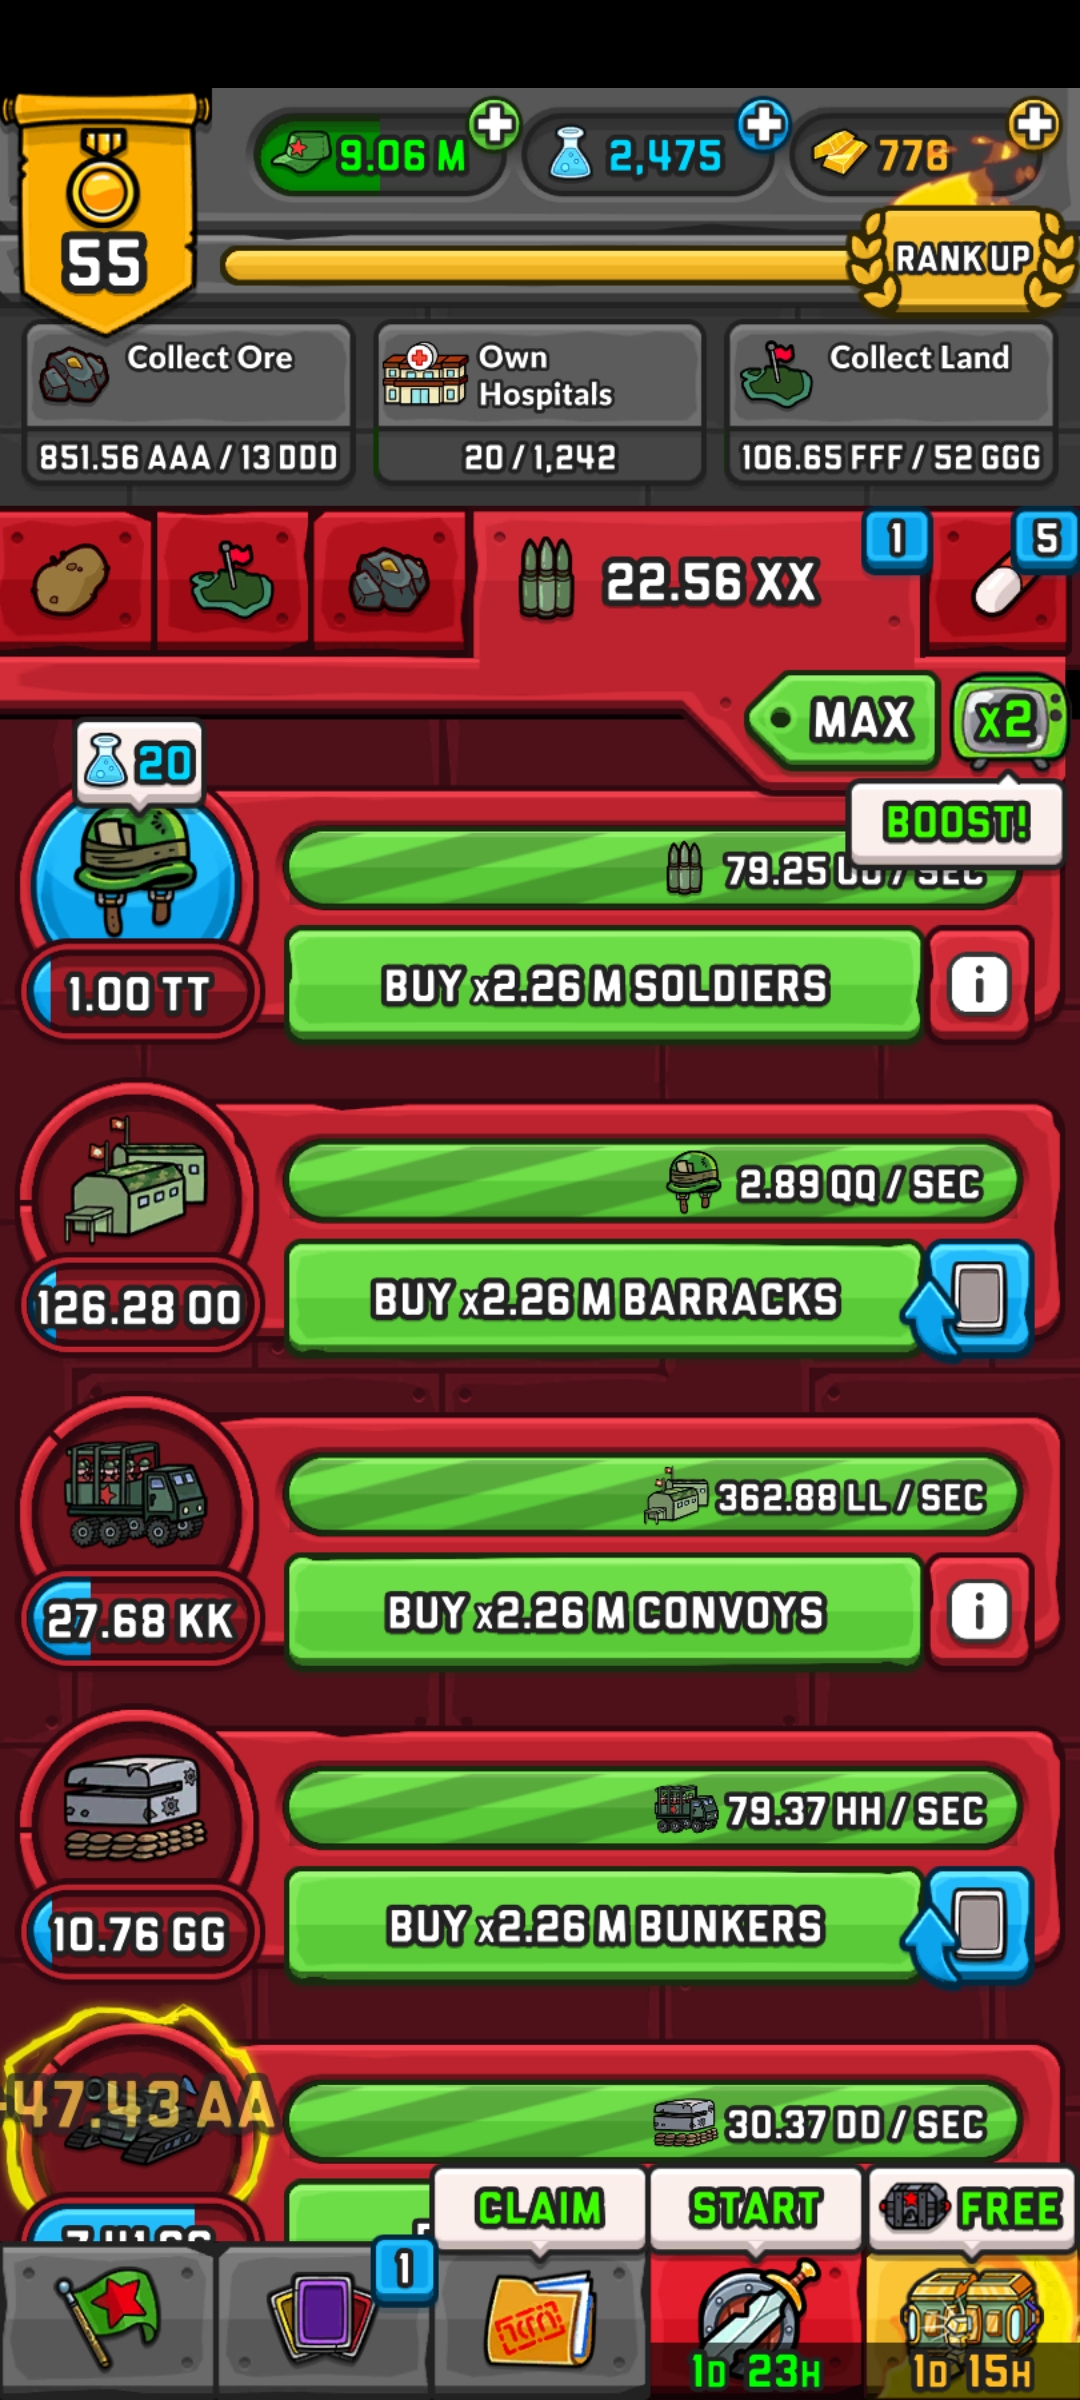 9.06 M
2,475
778
55
RANK UP
Collect Ore
851.56 AAA / 13 DDD
Own
Hospitals
20 / 1,242
Collect Land
106.65 FFF / 52 GGG
22.56 XX
1
5
MAX
x2
BOOST!
20
79.25
1.00 TT
BUY x2.26 M SOLDIERS
i
2.89 QQ / SEC
126.28 OO
BUY x2.26 M BARRACKS
362.88 LL / SEC
27.68 KK
BUY x2.26 M CONVOYS
i
79.37 HH / SEC
10.76 GG
BUY x2.26 M BUNKERS
47.43 AA
30.37 DD / SEC
CLAIM
START
FREE
1
1D 23H
1D 15H